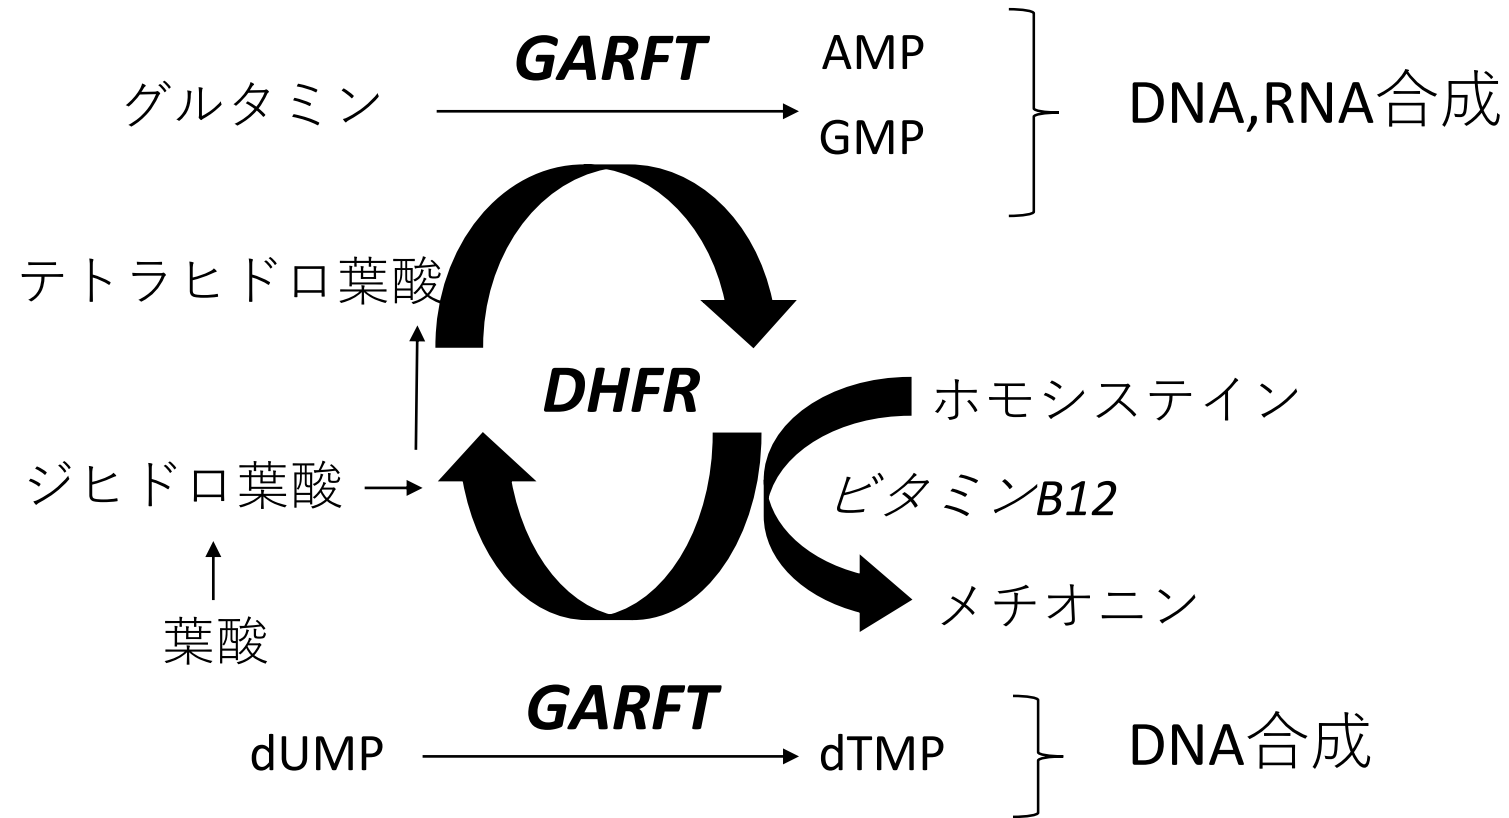 GARFT
グルタミン
AMP
GMP
DNA,RNA合成
テトラヒドロ葉酸
DHFR
ホモシステイン
ジヒドロ葉酸
ビタミンB12
メチオニン
葉酸
GARFT
dUMP
dTMP
DNA合成